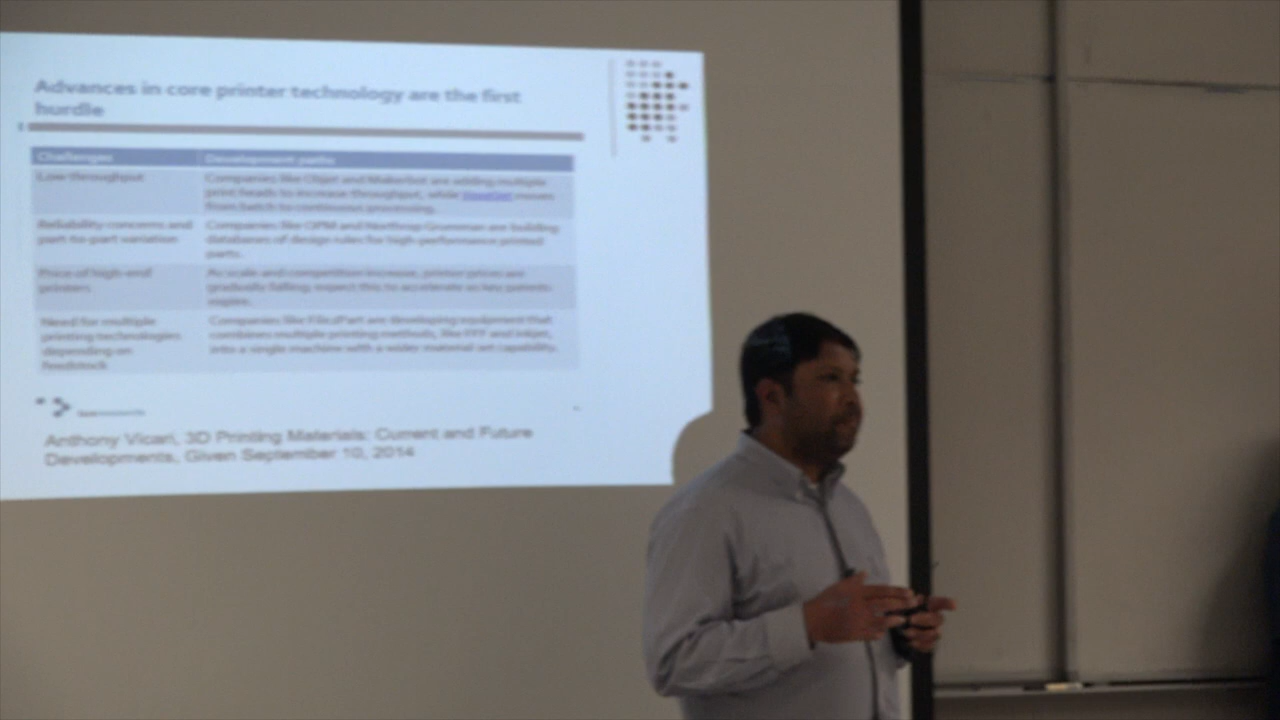 Advances in core printer technology are the first
hurdle
Challenges
Development paths
Low throughput
Companies like Objet and Makerbot are adding multiple
print heads to increase throughput, while moves
from batch to continuous processing.
Reliability concerns and
part-to-part variation
Companies like OPM and Northrop Grumman are building
databases of design rules for high-performance printed
parts.
Price of high-end
printers
As scale and competition increase, printer prices are
gradually falling; expect this to accelerate as key patents
expire.
Need for multiple
printing technologies
depending on
feedstock
Companies like are developing equipment that
combines multiple printing methods, like FFF and inkjet,
into a single machine with a wider material set capability.
Anthony Vicari, 3D Printing Materials: Current and Future
Developments, Given September 10, 2014